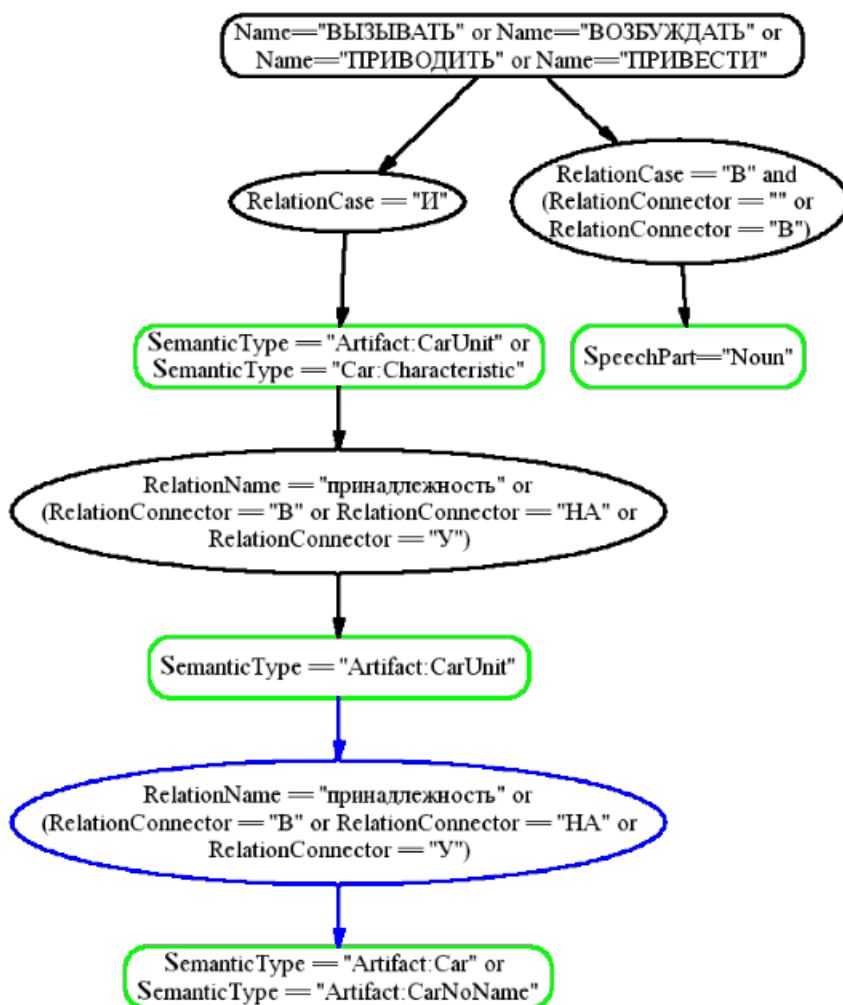 Name=="ВЫЗЫВАТЬ" or Name=="ВОЗБУЖДАТЬ" or
Name=="ПРИВОДИТЬ" or Name=="ПРИВЕСТИ"
RelationCase == "И"
RelationCase == "В" and
(RelationConnector == "" or
RelationConnector == "В")
SemanticType == "Artifact:CarUnit" or
SemanticType == "Car:Characteristic"
SpeechPart=="Noun"
RelationName == "принадлежность" or
(RelationConnector == "В" or RelationConnector == "НА" or
RelationConnector == "У")
SemanticType == "Artifact:CarUnit"
RelationName == "принадлежность" or
(RelationConnector == "В" or RelationConnector == "НА" or
RelationConnector == "У")
SemanticType == "Artifact:Car" or
SemanticType == "Artifact:CarNoName"